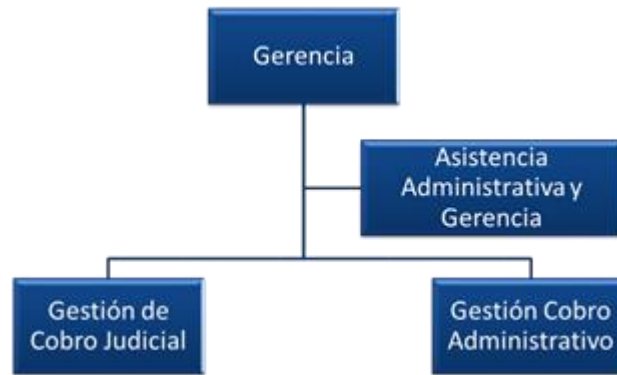 Gerencia
Asistencia
Administrativa y
Gerencia
Gestión de
Cobro Judicial
Gestión Cobro
Administrativo